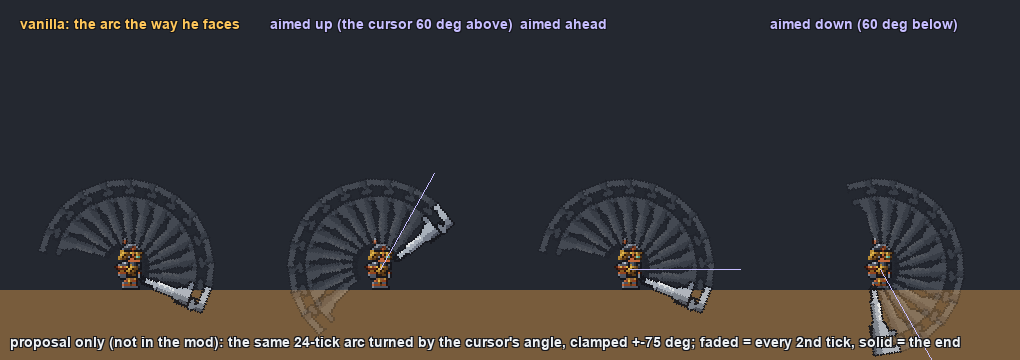 vanilla: the arc the way he faces
aimed up (the cursor 60 deg above)
aimed ahead
aimed down (60 deg below)
proposal only (not in the mod): the same 24-tick arc turned by the cursor's angle, clamped +-75 deg; faded = every 2nd tick, solid = the end